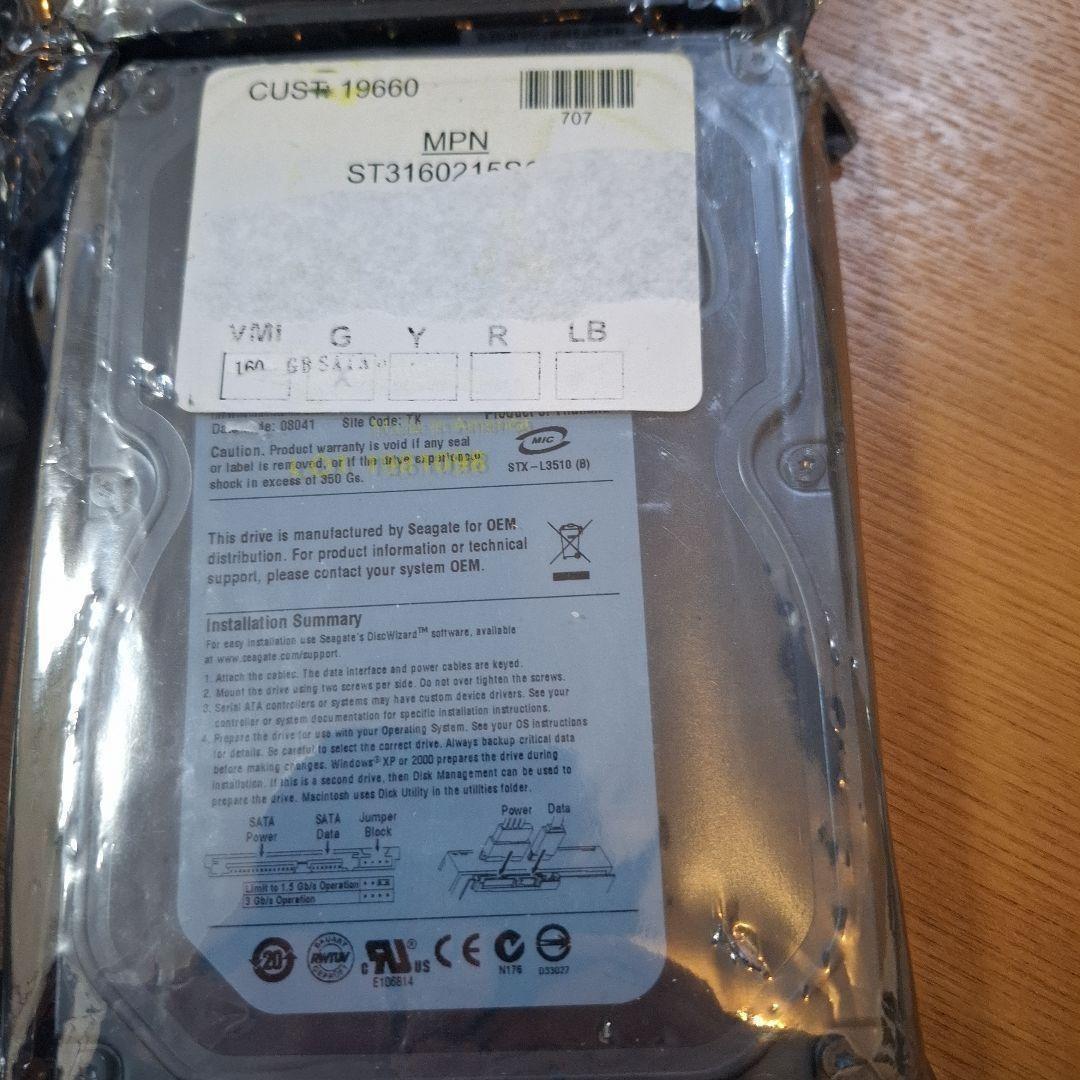 CUST 19660
707
MPN
ST3160215
VMI G Y R LB
160 GB SATA
08041 Site Code: TK
Caution. Product warranty is void if any seal
or label is removed, or if the drive experiences
shock in excess of 350 Gs.
MIC
STX-L3510 (B)
This drive is manufactured by Seagate for OEM
distribution. For product information or technical
support, please contact your system OEM.
Installation Summary
For easy installation use Seagate's DiscWizard™ software, available
at www.seagate.com/support.
1. Attach the cables. The data interface and power cables are keyed.
2. Mount the drive using two screws per side. Do not over tighten the screws.
3. Serial ATA controllers or systems may have custom device drivers. See your
controller or system documentation for specific installation instructions.
4. Prepare the drive for use with your Operating System. See your OS instructions
for details. Be careful to select the correct drive. Always backup critical data
before making changes. Windows® XP or 2000 prepares the drive during
installation. If this is a second drive, then Disk Management can be used to
prepare the drive. Macintosh uses Disk Utility in the utilities folder.
SATA Power
SATA Data
Jumper Block
Power Data
Limit to 1.5 Gb/s Operation
3 Gb/s Operation
20
RWTUV
c RU® US
E106814
CE
N176
D33027